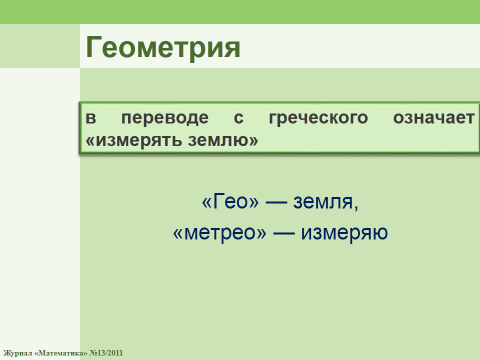 Геометрия
в переводе с греческого означает
«измерять землю»
«Гео» — земля,
«метрео» — измеряю
Журнал «Математика» №13/2011